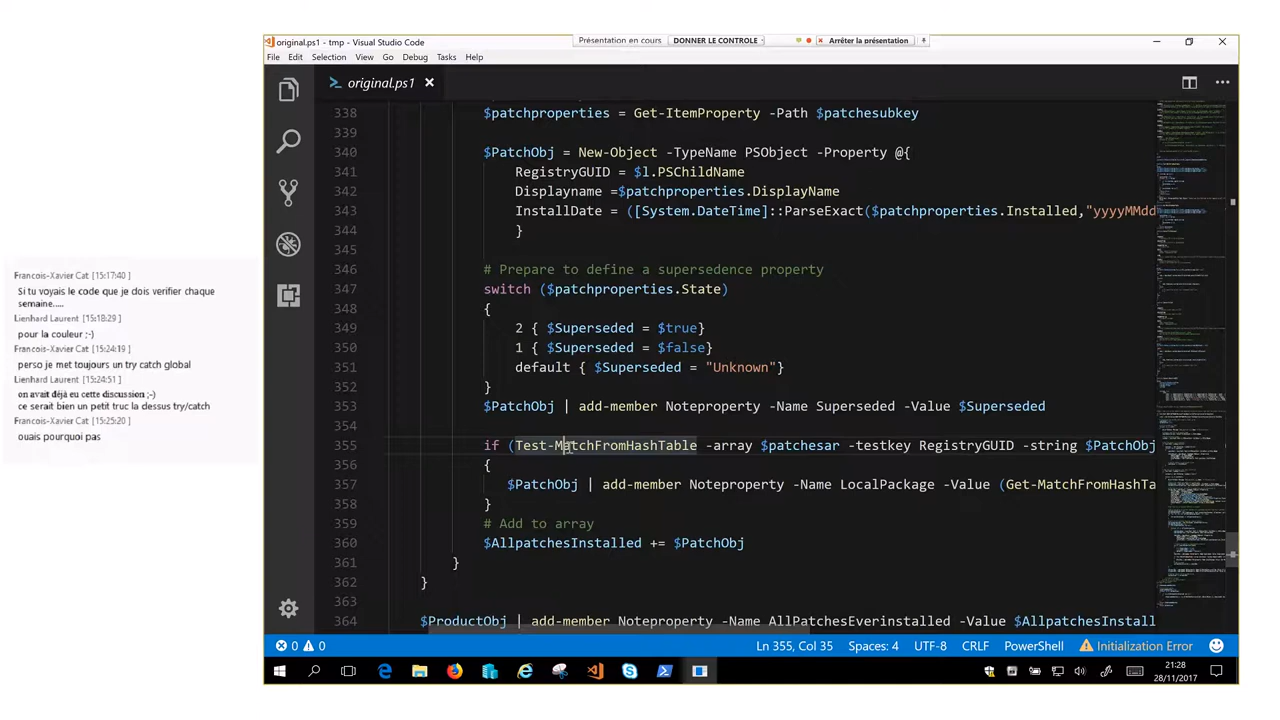 original.ps1 - tmp - Visual Studio Code
Présentation en cours
DONNER LE CONTROLE
Arrêter la présentation
File Edit Selection View Go Debug Tasks Help
original.ps1
338 $patchproperties = Get-ItemProperty -Path $patchesubkey
339
340 $PatchObj = New-Object -TypeName PSObject -Property @{
341 RegistryGUID = $1.PSChildName
342 Displayname =$patchproperties.DisplayName
343 InstallDate = ([System.DateTime]::ParseExact($patchproperties.Installed,"yyyyMMdd
344 }
345
346 # Prepare to define a supersedence property
347 switch ($patchproperties.State)
348 {
349 2 { $Superseded = $true}
350 1 { $Superseded = $false}
351 default { $Superseded = "Unknown"}
352 }
353 $PatchObj | add-member Noteproperty -Name Superseded -Value $Superseded
354
355 if (Test-MatchFromHashTable -array $patchesar -testkey RegistryGUID -string $PatchObj
356 {
357 $PatchObj | add-member Noteproperty -Name LocalPackage -Value (Get-MatchFromHashTa
358 }
359 # Add to array
360 $AllpatchesInstalled += $PatchObj
361 }
362 }
363
364 $ProductObj | add-member Noteproperty -Name AllPatchesEverinstalled -Value $AllpatchesInstall
0 0
Ln 355, Col 35 Spaces: 4 UTF-8 CRLF PowerShell Initialization Error
21:28
28/11/2017
Francois-Xavier Cat [15:17:40 ]
Si tu voyais le code que je dois verifier chaque
semaine.....
Lienhard Laurent [15:18:29 ]
pour la couleur ;-)
Francois-Xavier Cat [15:24:19 ]
perso je met toujours un try catch global
Lienhard Laurent [15:24:51 ]
on avait déjà eu cette discussion ;-)
ce serait bien un petit truc la dessus try/catch
Francois-Xavier Cat [15:25:20 ]
ouais pourquoi pas